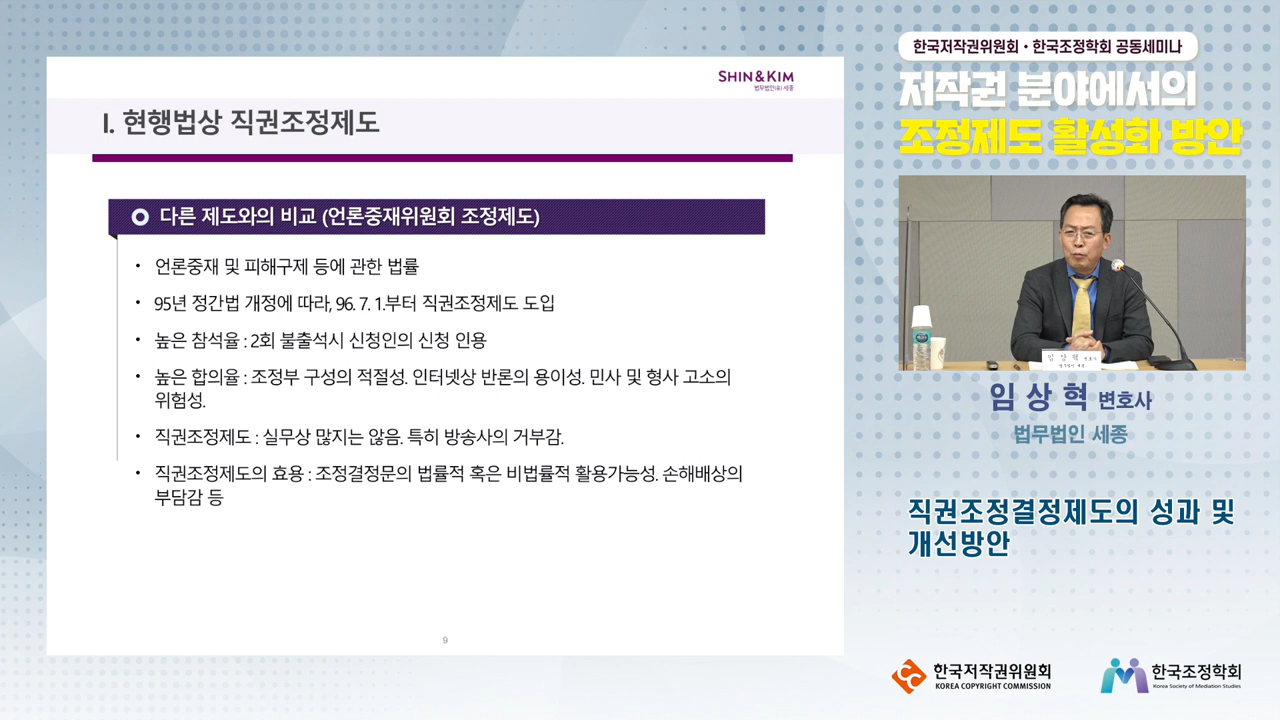 SHIN&KIM
법무법인(유) 세종
I. 현행법상 직권조정제도
다른 제도와의 비교 (언론중재위원회 조정제도)
• 언론중재 및 피해구제 등에 관한 법률
• 95년 정간법 개정에 따라, 96. 7. 1.부터 직권조정제도 도입
• 높은 참석율 : 2회 불출석시 신청인의 신청 인용
• 높은 합의율 : 조정부 구성의 적절성. 인터넷상 반론의 용이성. 민사 및 형사 고소의
위험성.
• 직권조정제도 : 실무상 많지는 않음. 특히 방송사의 거부감.
• 직권조정제도의 효용 : 조정결정문의 법률적 혹은 비법률적 활용가능성. 손해배상의
부담감 등
9
한국저작권위원회 • 한국조정학회 공동세미나
저작권 분야에서의
조정제도 활성화 방안
임상혁 변호사
임 상 혁 변호사
법무법인 세종
직권조정결정제도의 성과 및
개선방안
한국저작권위원회
KOREA COPYRIGHT COMMISSION
한국조정학회
Korea Society of Mediation Studies